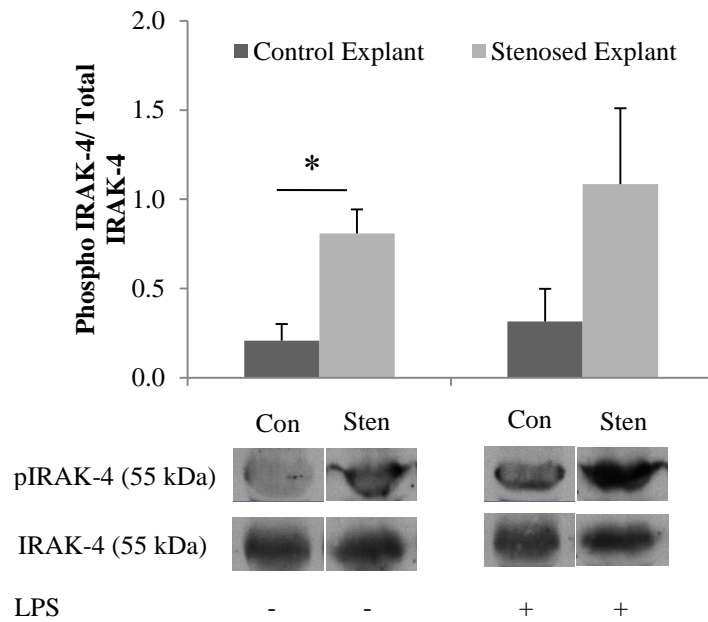 2.0
Control Explant
Stenosed Explant
1.5
*
1.0
0.5
0.0
Phospho IRAK-4/ Total
IRAK-4
Con Sten Con Sten
pIRAK-4 (55 kDa)
IRAK-4 (55 kDa)
LPS - - + +